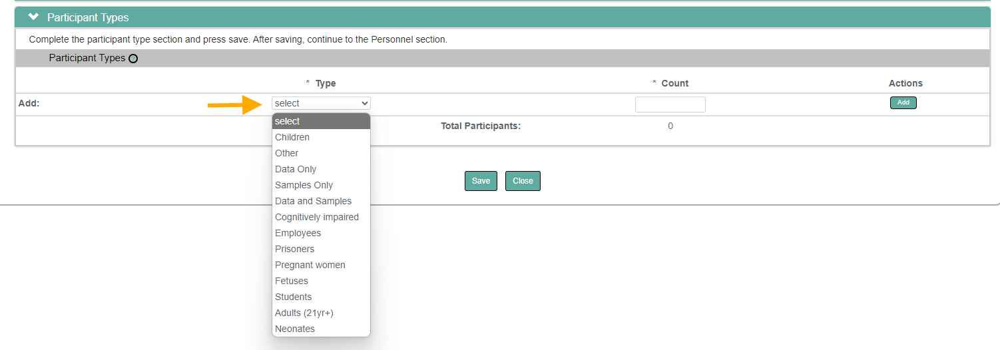 Participant Types
Complete the participant type section and press save. After saving, continue to the Personnel section.
Participant Types ?
* Type * Count Actions
Add: select Add
select
Total Participants: 0
Children
Other
Data Only
Samples Only
Data and Samples
Cognitively impaired
Employees
Prisoners
Pregnant women
Fetuses
Students
Adults (21yr+)
Neonates
Save Close